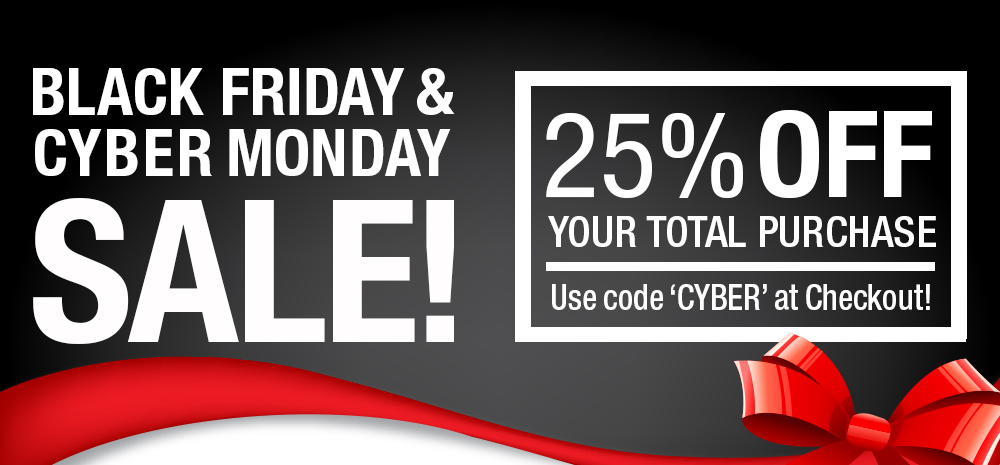 BLACK FRIDAY &
CYBER MONDAY
SALE!
25% OFF
YOUR TOTAL PURCHASE
Use code ‘CYBER’ at Checkout!